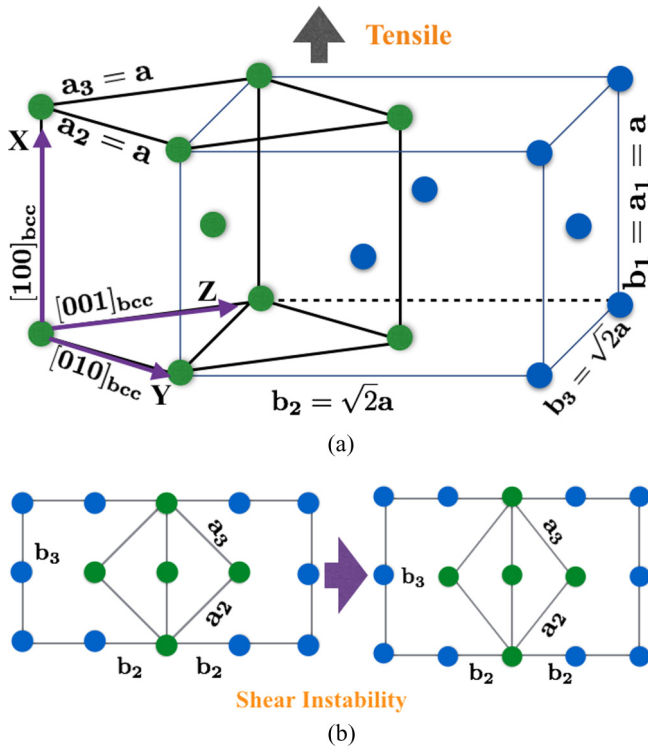 Tensile
a₃ = a
a₂ = a
X
[100]bcc
b₁ = a₁ = a
[001]bcc
Z
[010]bcc
Y
b₂ = √2a
b₃ = √2a
(a)
a₃
b₃
a₂
b₂ b₂
a₃
b₃
a₂
b₂ b₂
Shear Instability
(b)